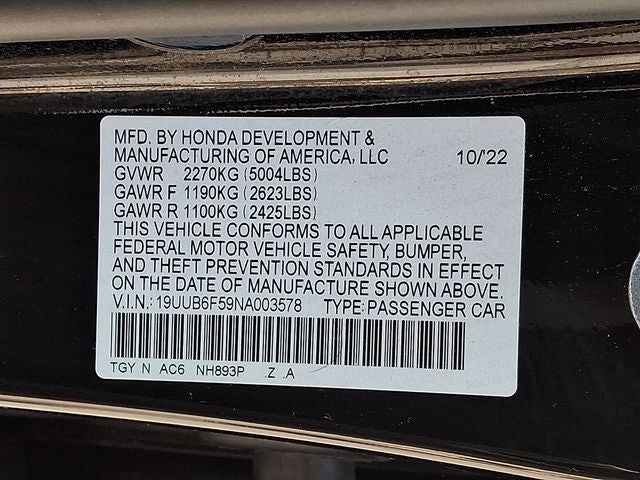 MFD. BY HONDA DEVELOPMENT &
MANUFACTURING OF AMERICA, LLC 10/'22
GVWR 2270KG (5004LBS)
GAWR F 1190KG (2623LBS)
GAWR R 1100KG (2425LBS)
THIS VEHICLE CONFORMS TO ALL APPLICABLE
FEDERAL MOTOR VEHICLE SAFETY, BUMPER,
AND THEFT PREVENTION STANDARDS IN EFFECT
ON THE DATE OF MANUFACTURE SHOWN ABOVE.
V.I.N.: 19UUB6F59NA003578 TYPE: PASSENGER CAR
TGY N AC6 NH893P .Z .A